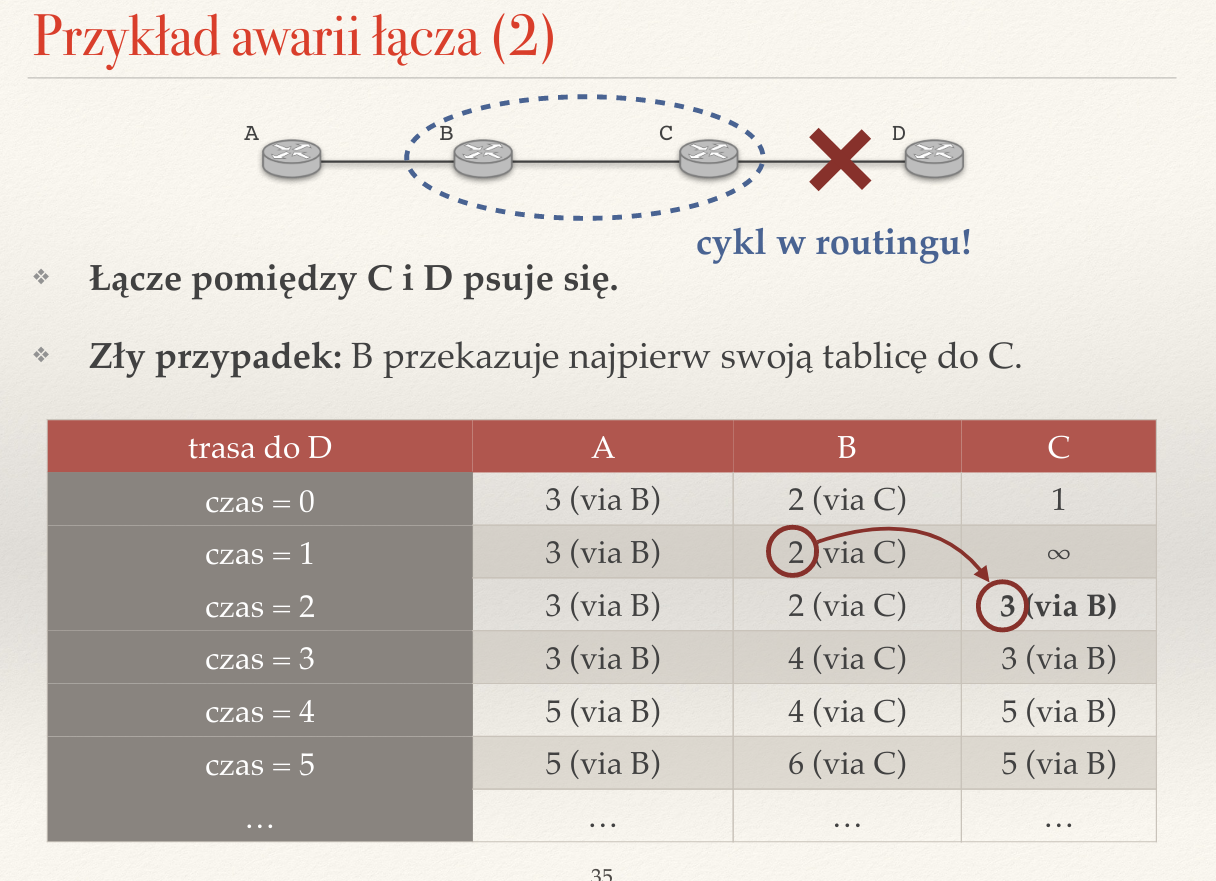 Przykład awarii łącza (2)
A B C D
cykl w routingu!
❖ Łącze pomiędzy C i D psuje się.
❖ Zły przypadek: B przekazuje najpierw swoją tablicę do C.
trasa do D A B C
czas = 0 3 (via B) 2 (via C) 1
czas = 1 3 (via B) 2 (via C) ∞
czas = 2 3 (via B) 2 (via C) 3 (via B)
czas = 3 3 (via B) 4 (via C) 3 (via B)
czas = 4 5 (via B) 4 (via C) 5 (via B)
czas = 5 5 (via B) 6 (via C) 5 (via B)
… … … …
35